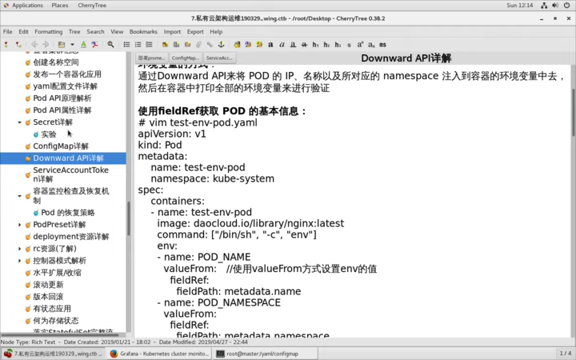 Applications Places CherryTree
Sun 12:14
7.私有云架构运维190329_wing.ctb - /root/Desktop - CherryTree 0.38.2
File Edit Formatting Tree Search View Bookmarks Import Export Help
ConfigMap...
ServiceAcc...
Downward API详解
创建名称空间
发布一个容器化应用
yaml配置文件详解
Pod API原理解析
Pod API属性详解
Secret详解
实验
ConfigMap详解
Downward API详解
ServiceAccountToke
n详解
容器监控检查及恢复机
制
Pod 的恢复策略
PodPreset详解
deployment资源详解
rc资源(了解)
控制器模式解析
水平扩展/收缩
滚动更新
版本回滚
有状态应用
何为存储状态
通过Downward API来将 POD 的 IP、名称以及所对应的 namespace 注入到容器的环境变量中去，
然后在容器中打印全部的环境变量来进行验证
使用fieldRef获取 POD 的基本信息：
# vim test-env-pod.yaml
apiVersion: v1
kind: Pod
metadata:
name: test-env-pod
namespace: kube-system
spec:
containers:
- name: test-env-pod
image: daocloud.io/library/nginx:latest
command: ["/bin/sh", "-c", "env"]
env:
- name: POD_NAME
valueFrom: //使用valueFrom方式设置env的值
fieldRef:
fieldPath: metadata.name
- name: POD_NAMESPACE
valueFrom:
fieldRef:
fieldPath: metadata.namespace
Node Type: Rich Text - Date Created: 2019/01/21 - 18:02 - Date Modified: 2019/04/27 - 22:44
7.私有云架构运维190329_wing.ctb...
Grafana - Kubernetes cluster monito...
root@master:/yaml/configmap
1 / 4